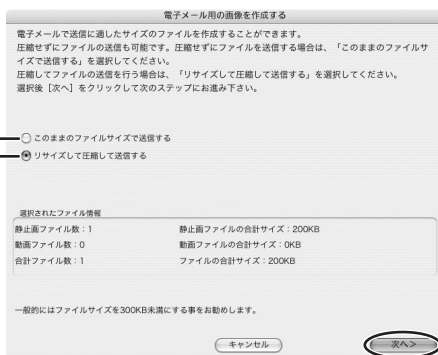 電子メール用の画像を作成する
電子メールで送信に適したサイズのファイルを作成することができます。
圧縮せずにファイルの送信も可能です。圧縮せずにファイルを送信する場合は、「このままのファイルサ
イズで送信する」を選択してください。
圧縮してファイルの送信を行う場合は、「リサイズして圧縮して送信する」を選択してください。
選択後［次へ］をクリックして次のステップにお進み下さい。
このままのファイルサイズで送信する
リサイズして圧縮して送信する
選択されたファイル情報
静止画ファイル数：1 静止画ファイルの合計サイズ：200KB
動画ファイル数：0 動画ファイルの合計サイズ：0KB
合計ファイル数：1 ファイルの合計サイズ：200KB
一般的にはファイルサイズを300KB未満にする事をお勧めします。
キャンセル 次へ>